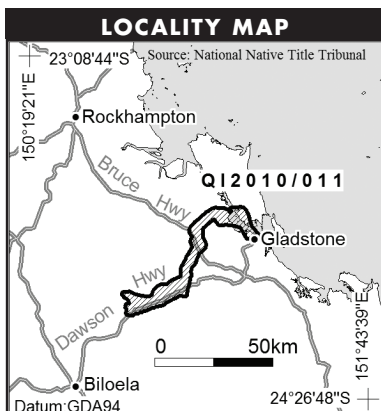 LOCALITY MAP
23°08'44"S
Source: National Native Title Tribunal
150°19'21"E
Rockhampton
Bruce Hwy
QI2010/011
Gladstone
Dawson Hwy
0 50km
151°43'39"E
Biloela
24°26'48"S
Datum:GDA94